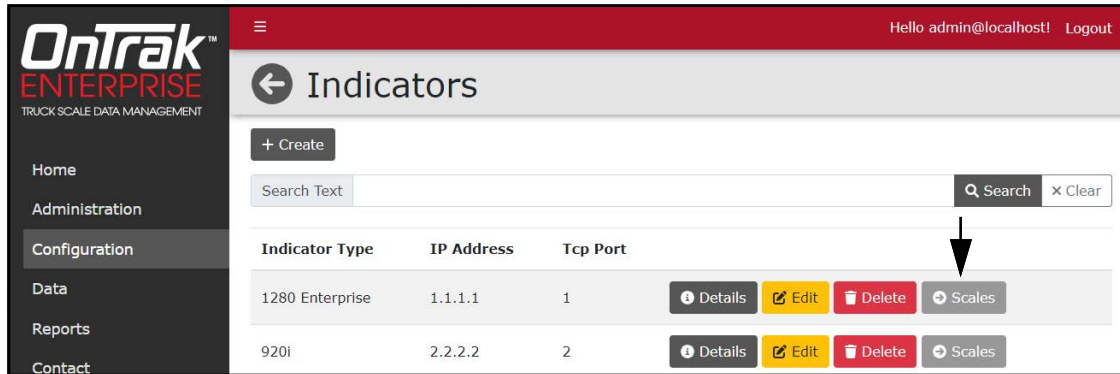 OnTrak™
ENTERPRISE
TRUCK SCALE DATA MANAGEMENT
Home
Administration
Configuration
Data
Reports
Contact
Hello admin@localhost! Logout
Indicators
+ Create
Search Text Search × Clear
Indicator Type IP Address Tcp Port
1280 Enterprise 1.1.1.1 1 Details Edit Delete Scales
920i 2.2.2.2 2 Details Edit Delete Scales